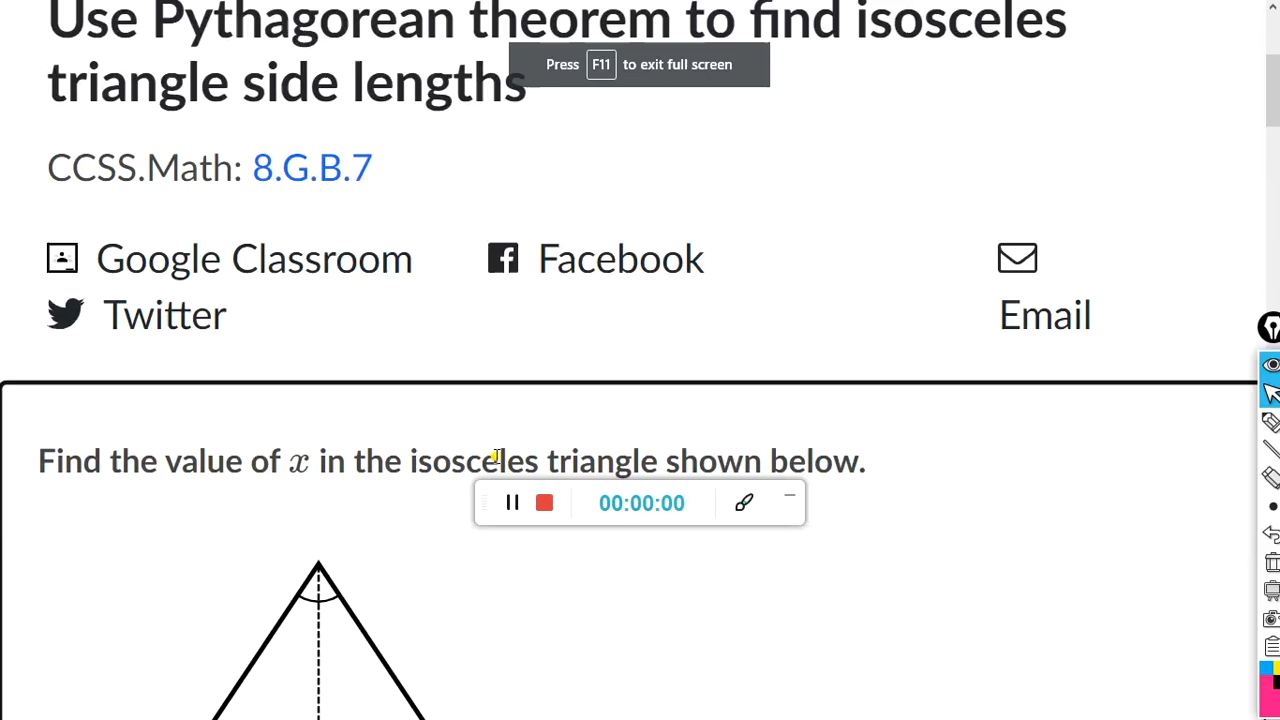 Use Pythagorean theorem to find isosceles
Press F11 to exit full screen
triangle side lengths
CCSS.Math: 8.G.B.7
Google Classroom
Facebook
Twitter
Email
Find the value of x in the isosceles triangle shown below.
00:00:00